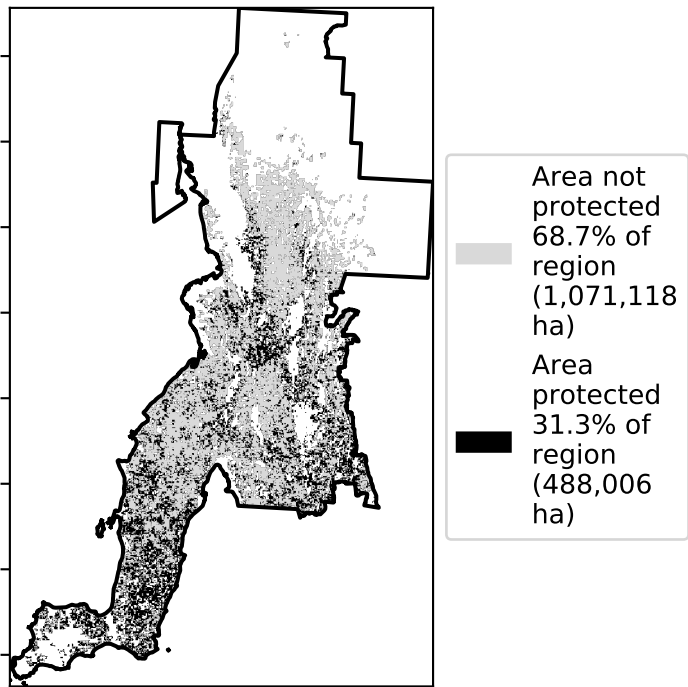 Area not
protected
68.7% of
region
(1,071,118
ha)
Area
protected
31.3% of
region
(488,006
ha)